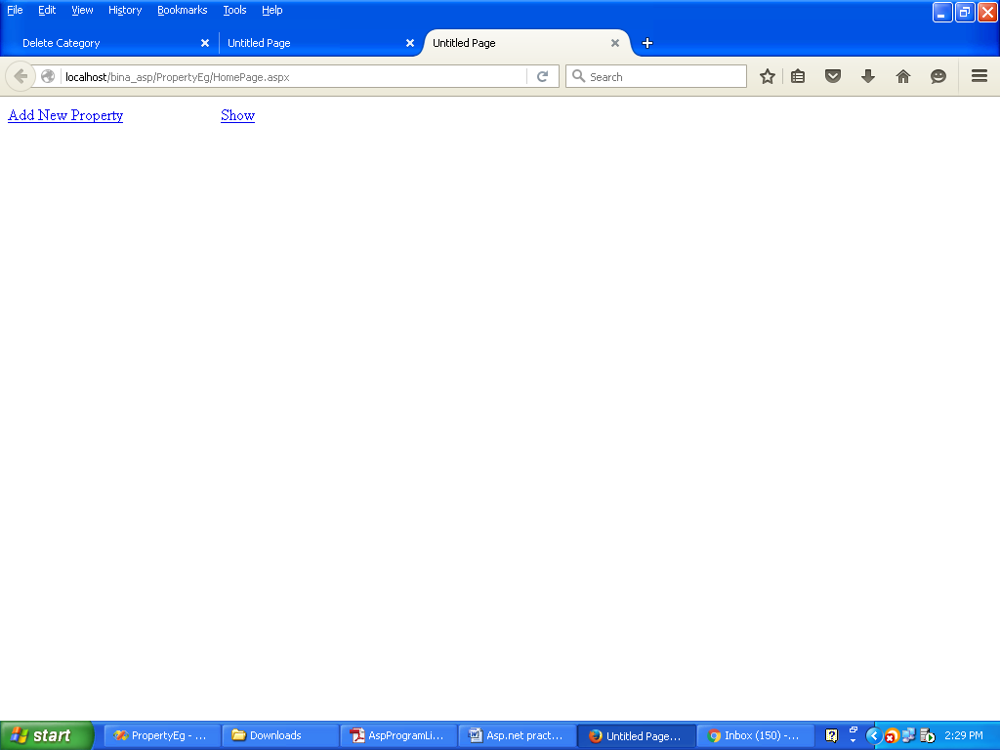 File Edit View History Bookmarks Tools Help
Delete Category Untitled Page Untitled Page
localhost/bina_asp/PropertyEg/HomePage.aspx Search
Add New Property Show
start PropertyEg - ... Downloads AspProgramLi... Asp.net pract... Untitled Page... Inbox (150) -... 2:29 PM